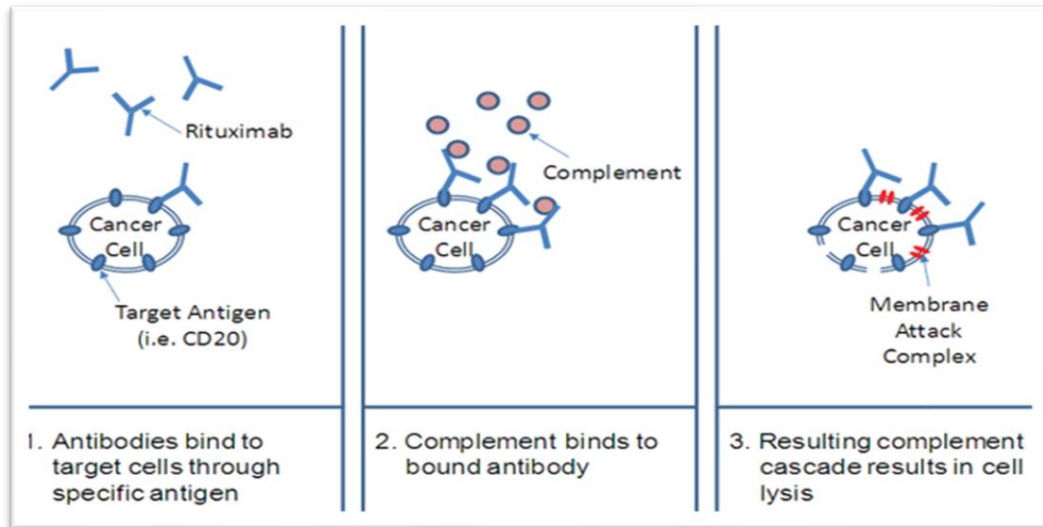 Rituximab
Cancer
Cell
Target Antigen
(i.e. CD20)
1. Antibodies bind to
target cells through
specific antigen
Complement
Cancer
Cell
2. Complement binds to
bound antibody
Cancer
Cell
Membrane
Attack
Complex
3. Resulting complement
cascade results in cell
lysis